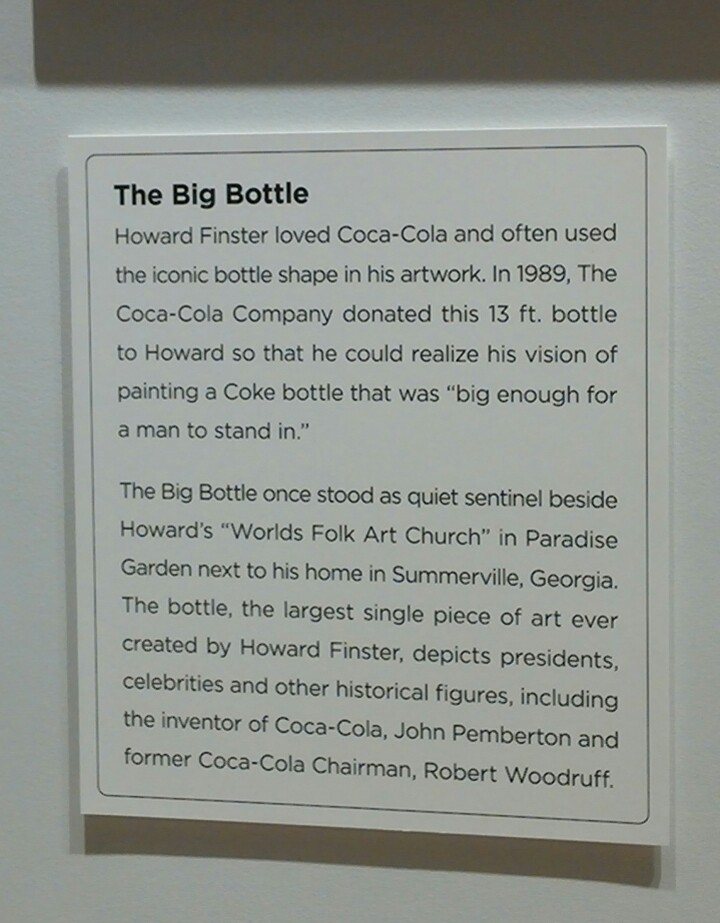 The Big Bottle
Howard Finster loved Coca-Cola and often used
the iconic bottle shape in his artwork. In 1989, The
Coca-Cola Company donated this 13 ft. bottle
to Howard so that he could realize his vision of
painting a Coke bottle that was “big enough for
a man to stand in.”
The Big Bottle once stood as quiet sentinel beside
Howard’s “Worlds Folk Art Church” in Paradise
Garden next to his home in Summerville, Georgia.
The bottle, the largest single piece of art ever
created by Howard Finster, depicts presidents,
celebrities and other historical figures, including
the inventor of Coca-Cola, John Pemberton and
former Coca-Cola Chairman, Robert Woodruff.